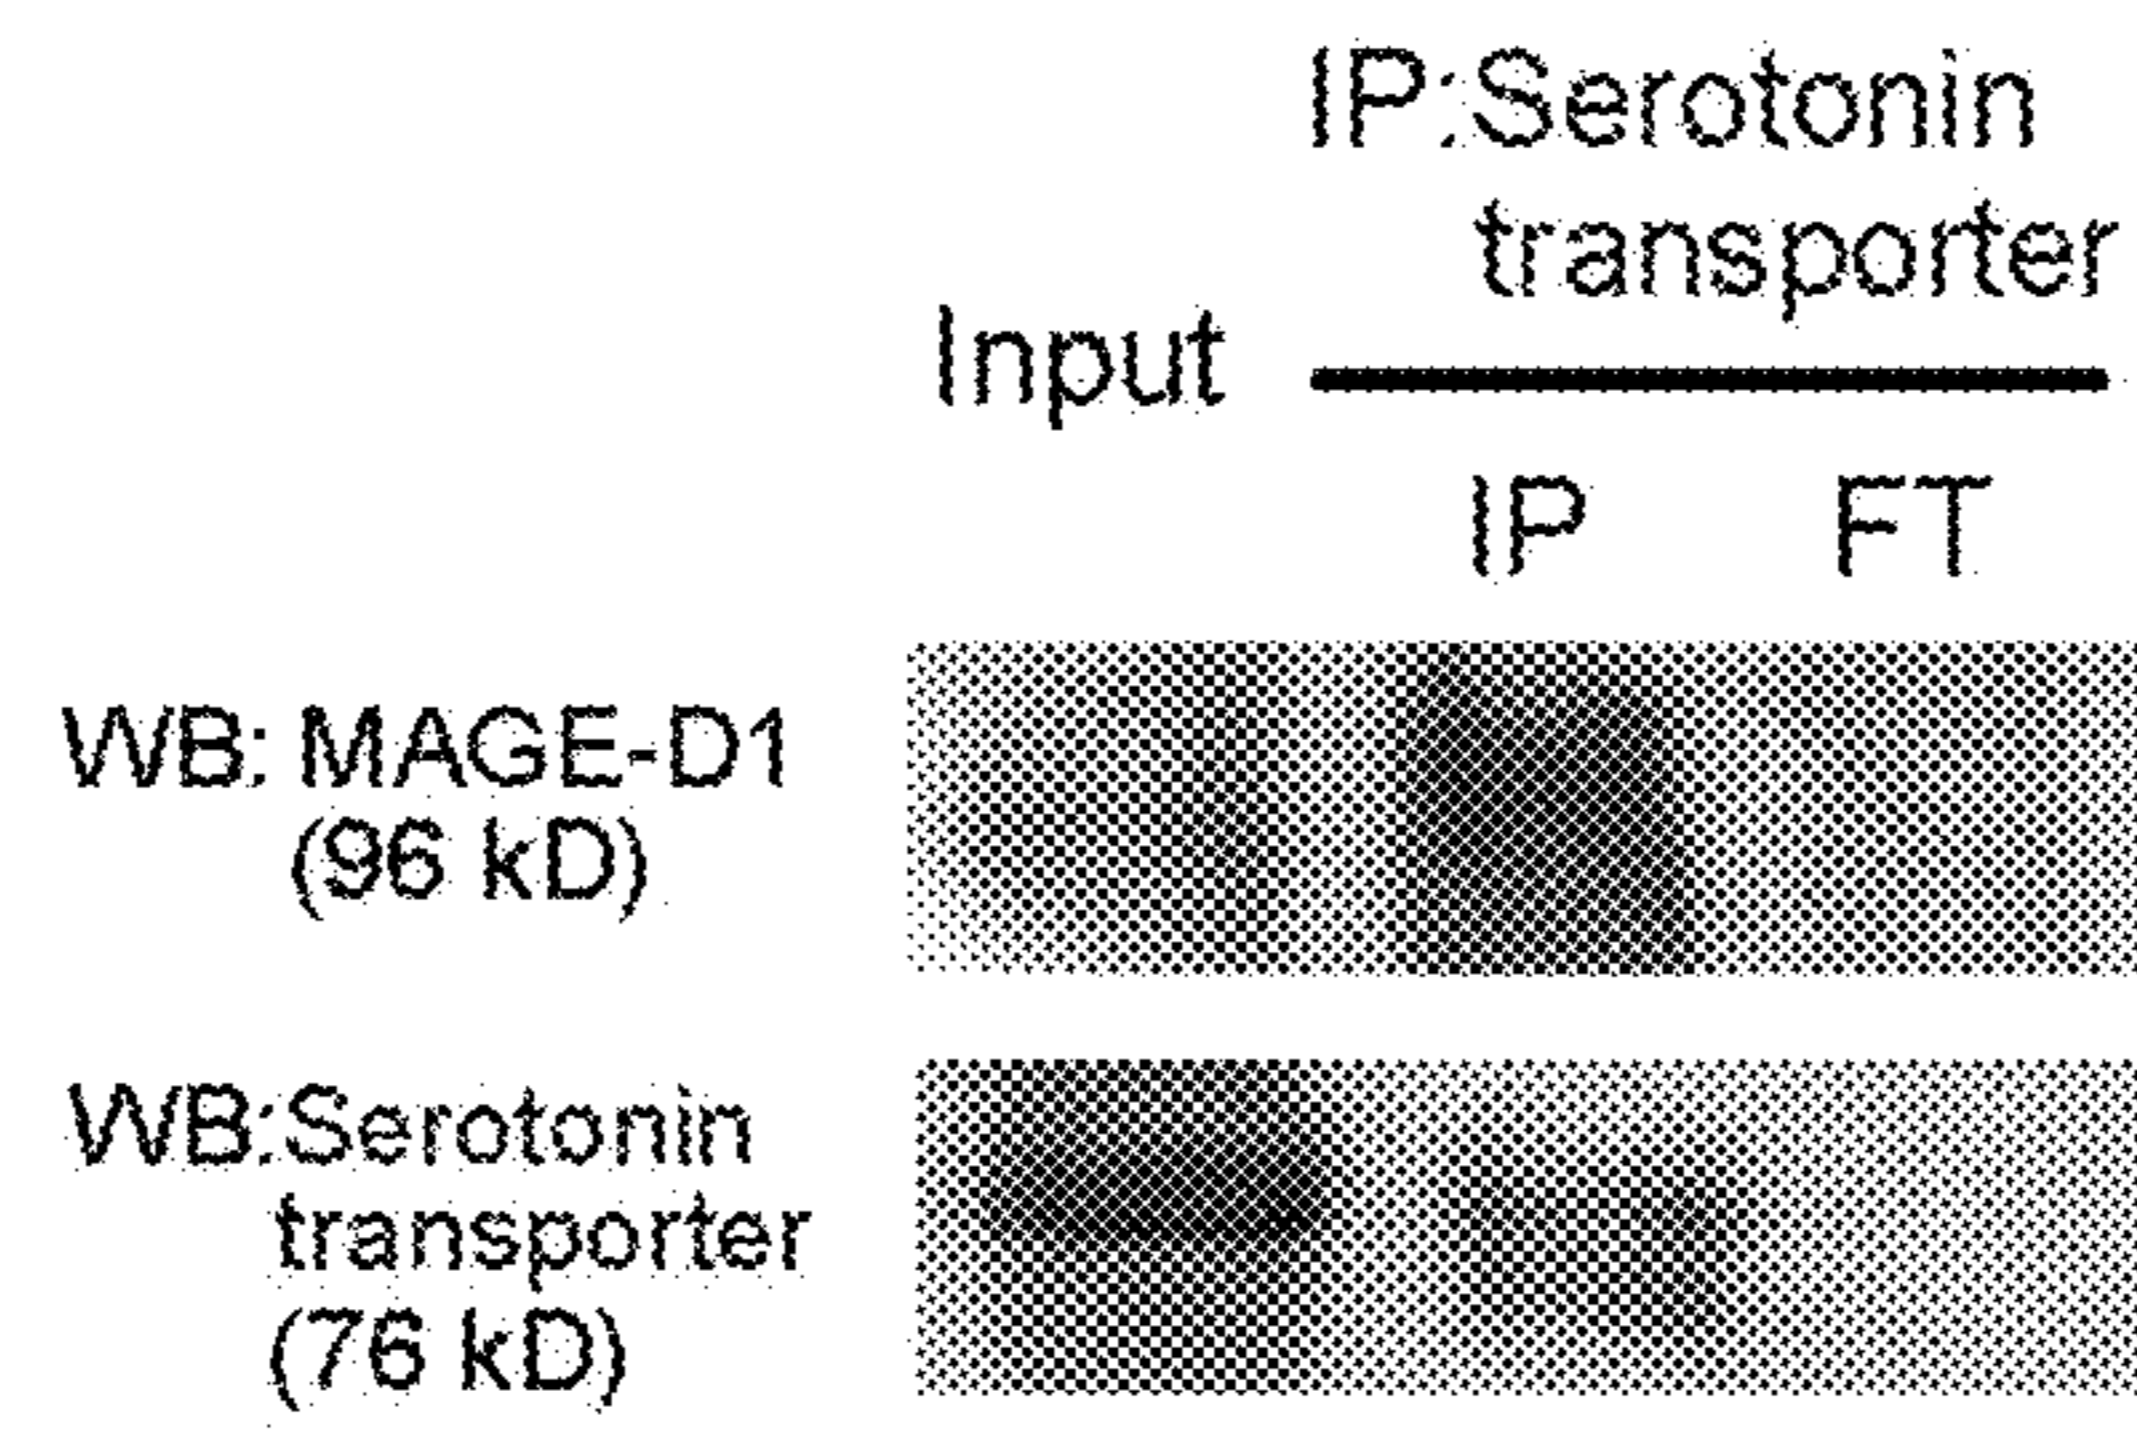 IP:Serotonin
transporter
Input
IP FT
WB: MAGE-D1
(96 kD)
WB:Serotonin
transporter
(76 kD)